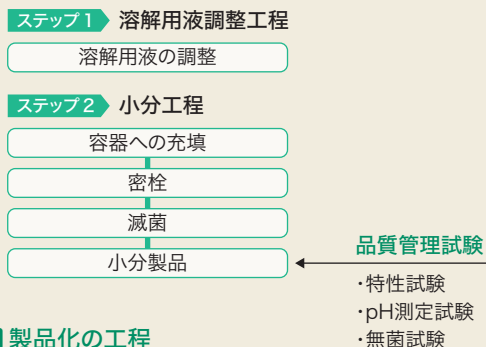 ステップ1 溶解用液調整工程
溶解用液の調整
ステップ2 小分工程
容器への充填
密栓
滅菌
小分製品
品質管理試験
・特性試験
・pH測定試験
・無菌試験
製品化の工程